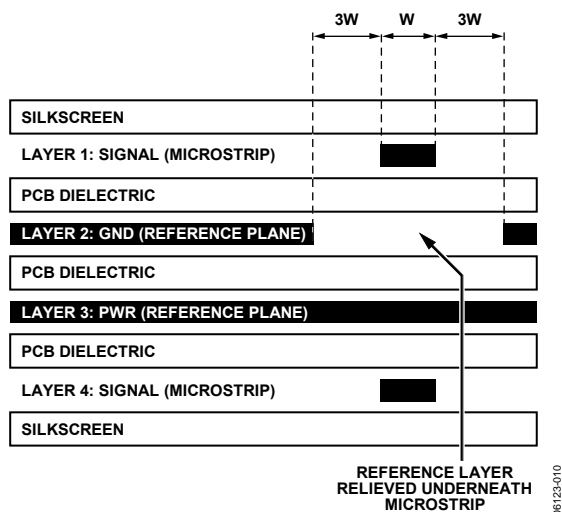 3W W 3W
SILKSCREEN
LAYER 1: SIGNAL (MICROSTRIP)
PCB DIELECTRIC
LAYER 2: GND (REFERENCE PLANE)
PCB DIELECTRIC
LAYER 3: PWR (REFERENCE PLANE)
PCB DIELECTRIC
LAYER 4: SIGNAL (MICROSTRIP)
SILKSCREEN
REFERENCE LAYER
RELIEVED UNDERNEATH
MICROSTRIP